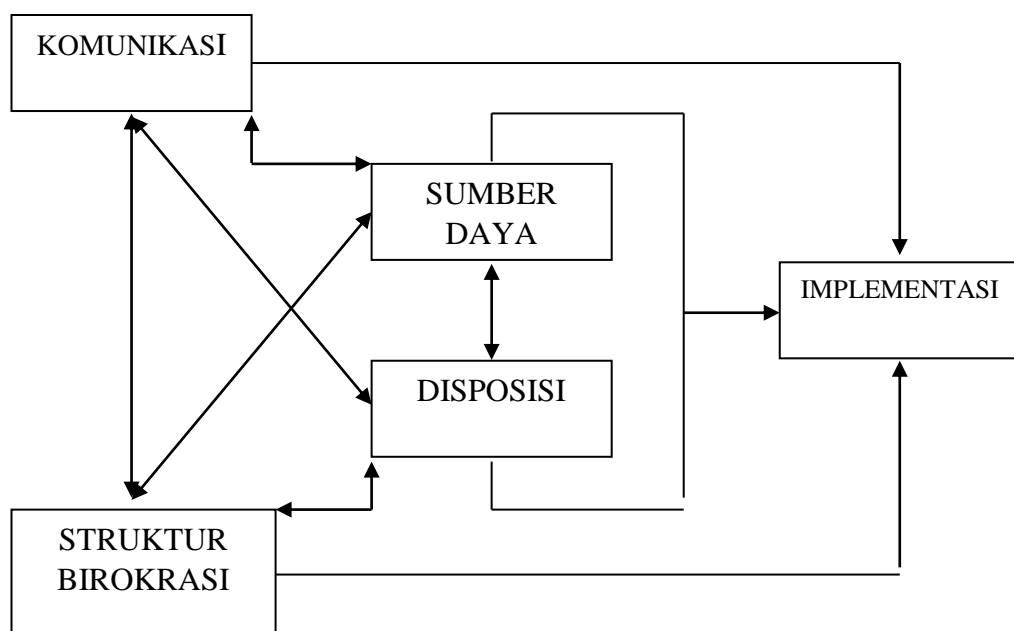 KOMUNIKASI
SUMBER
DAYA
IMPLEMENTASI
DISPOSISI
STRUKTUR
BIROKRASI